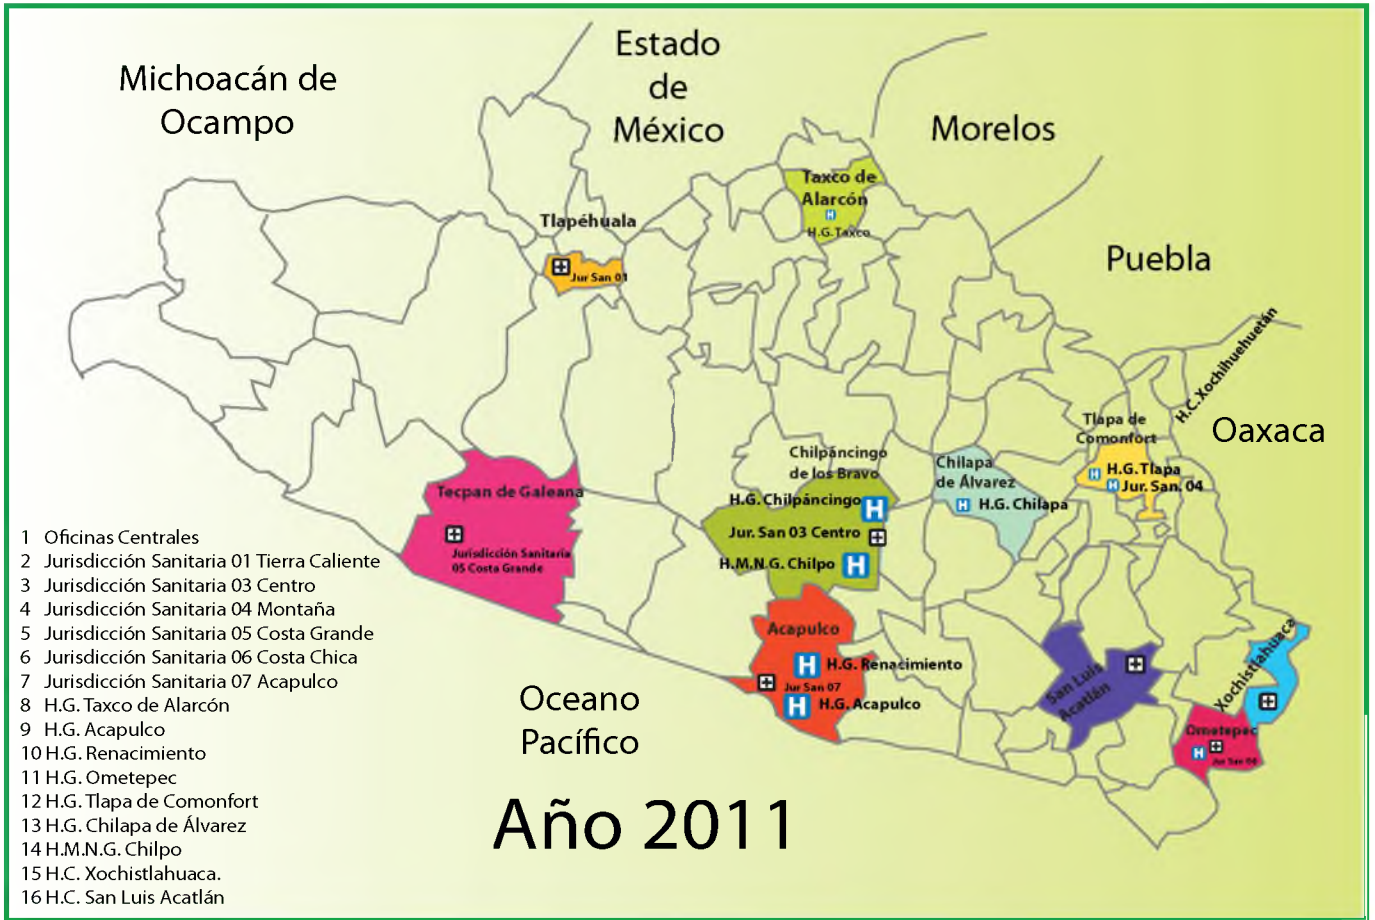 Michoacán de
Ocampo
Estado
de
México
Morelos
Puebla
Oaxaca
Taxco de
Alarcón
H.G. Taxco
Tlapéhuala
Jur San 01
H.C. Xochihuehuetán
Tlapa de
Comonfort
H.G. Tlapa
Jur. San. 04
Chilpáncingo
de los Bravo
H.G. Chilpáncingo
Jur. San 03 Centro
H.M.N.G. Chilpo
Chilapa
de Álvarez
H.G. Chilapa
Tecpan de Galeana
Jurisdicción Sanitaria
05 Costa Grande
Acapulco
H.G. Renacimiento
Jur San 07
H.G. Acapulco
San Luis
Acatlán
Xochistlahuaca
Ometepec
Jur San 06
Oceano
Pacífico
Año 2011
1 Oficinas Centrales
2 Jurisdicción Sanitaria 01 Tierra Caliente
3 Jurisdicción Sanitaria 03 Centro
4 Jurisdicción Sanitaria 04 Montaña
5 Jurisdicción Sanitaria 05 Costa Grande
6 Jurisdicción Sanitaria 06 Costa Chica
7 Jurisdicción Sanitaria 07 Acapulco
8 H.G. Taxco de Alarcón
9 H.G. Acapulco
10 H.G. Renacimiento
11 H.G. Ometepec
12 H.G. Tlapa de Comonfort
13 H.G. Chilapa de Álvarez
14 H.M.N.G. Chilpo
15 H.C. Xochistlahuaca.
16 H.C. San Luis Acatlán